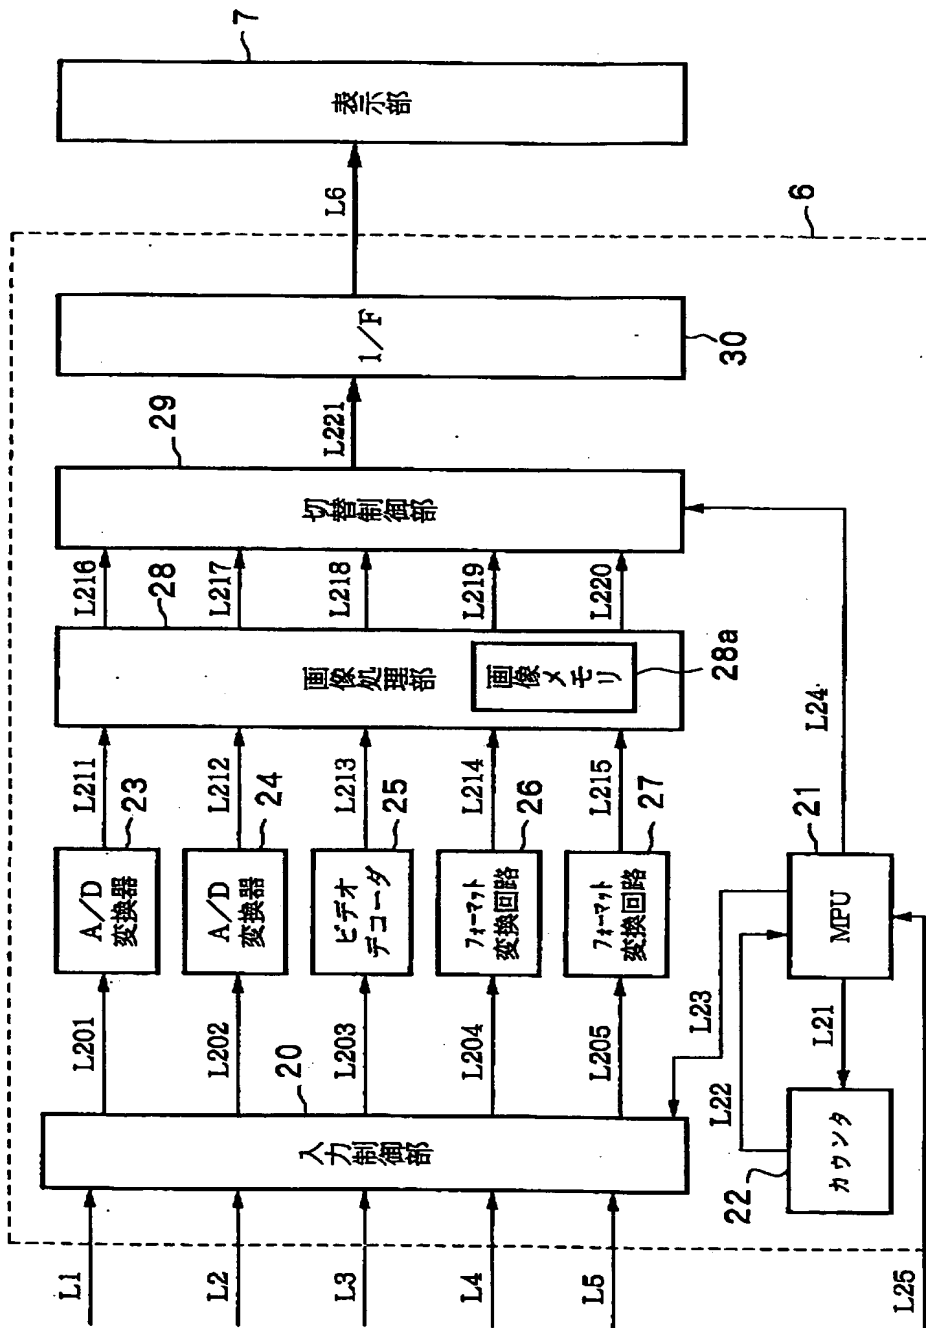 L1
L2
L3
L4
L5
L25
入力制御部
20
L201
L202
L203
L204
L205
A/D
変換器
23
A/D
変換器
24
ビデオ
デコーダ
25
フォーマット
変換回路
26
フォーマット
変換回路
27
L211
L212
L213
L214
L215
画像処理部
28
画像
メモリ
28a
L216
L217
L218
L219
L220
切替制御部
29
L221
1/F
30
L6
表示部
7
6
カウンタ
22
L21
L22
L23
MPU
21
L24